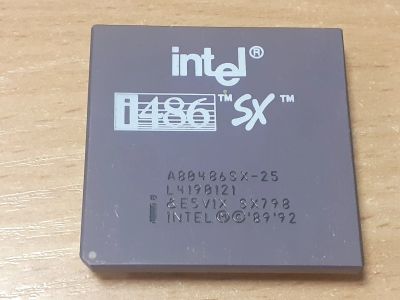 intel®
i486™ SX™
A80486SX-25
L4190121
&E5VIX SX798
INTEL Ⓜ©'89'92